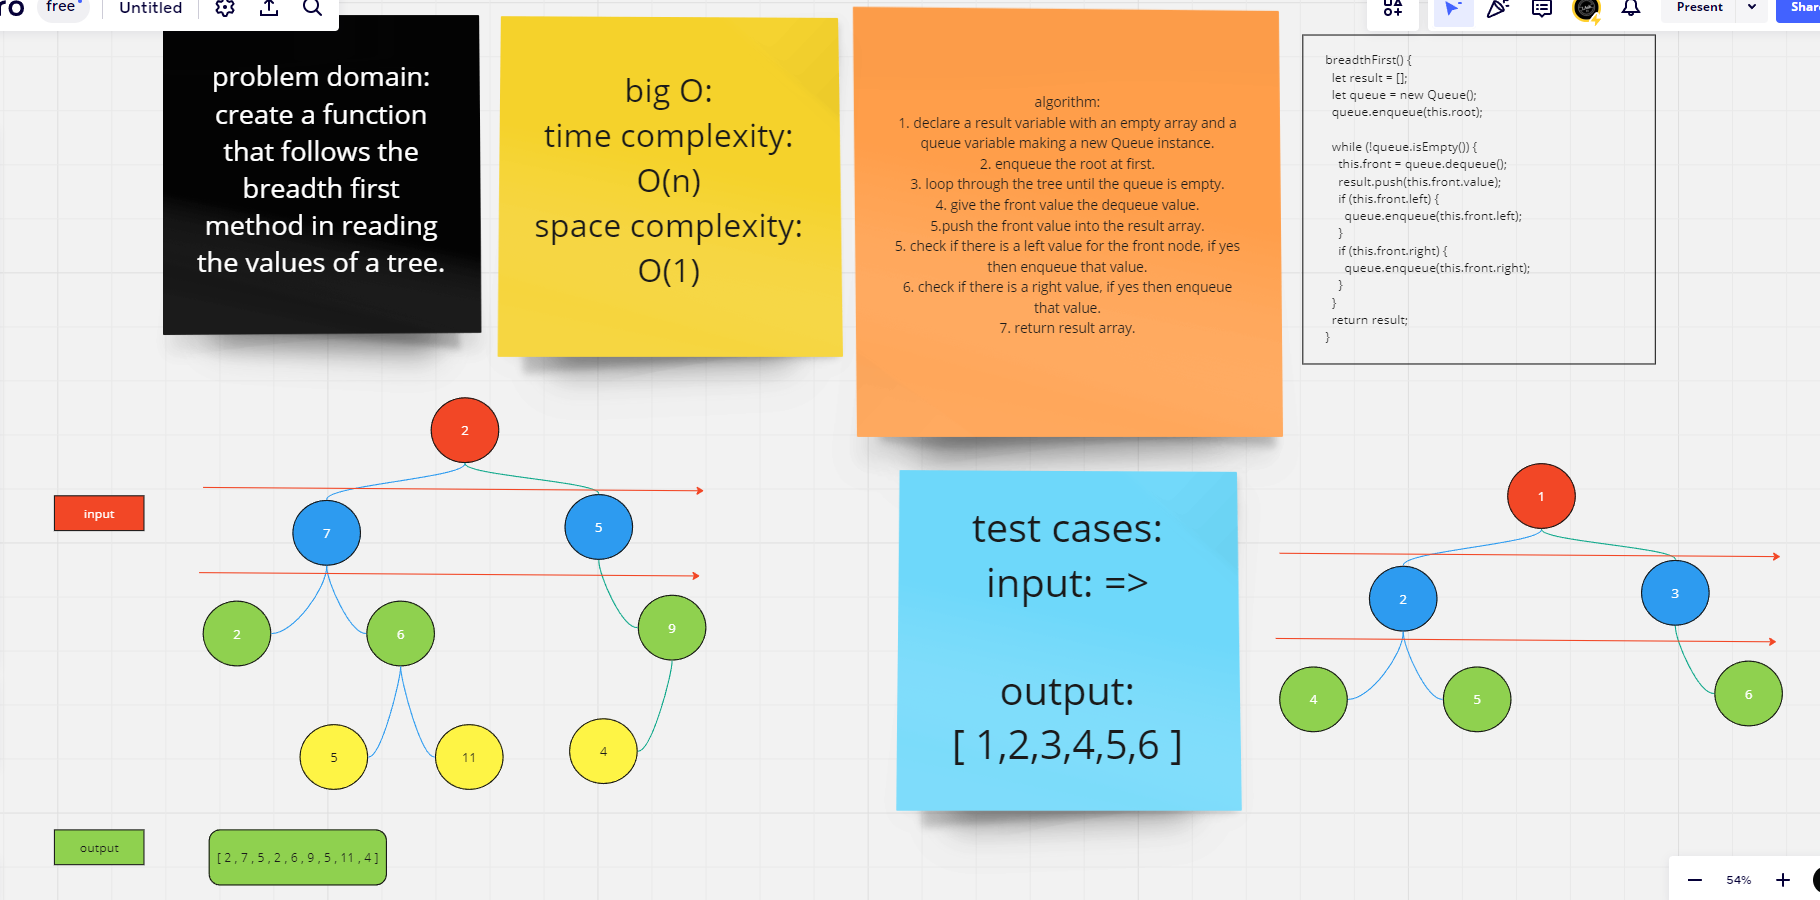 ro
free
Untitled
Present
Shar
problem domain:
create a function
that follows the
breadth first
method in reading
the values of a tree.
big O:
time complexity:
O(n)
space complexity:
O(1)
algorithm:
1. declare a result variable with an empty array and a
queue variable making a new Queue instance.
2. enqueue the root at first.
3. loop through the tree until the queue is empty.
4. give the front value the dequeue value.
5.push the front value into the result array.
5. check if there is a left value for the front node, if yes
then enqueue that value.
6. check if there is a right value, if yes then enqueue
that value.
7. return result array.
breadthFirst() {
let result = [];
let queue = new Queue();
queue.enqueue(this.root);
while (!queue.isEmpty()) {
this.front = queue.dequeue();
result.push(this.front.value);
if (this.front.left) {
queue.enqueue(this.front.left);
}
if (this.front.right) {
queue.enqueue(this.front.right);
}
}
return result;
}
input
2
7
5
2
6
9
5
11
4
output
[ 2 , 7 , 5 , 2 , 6 , 9 , 5 , 11 , 4 ]
test cases:
input: =>
output:
[ 1,2,3,4,5,6 ]
1
2
3
4
5
6
54%